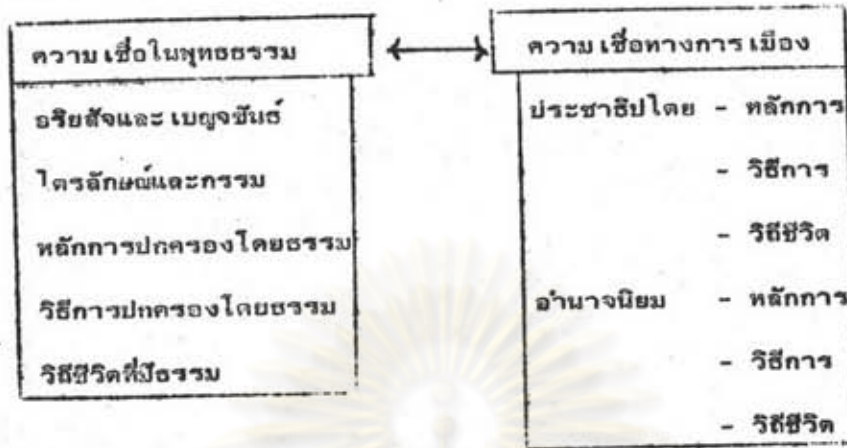 ความเชื่อในพุทธธรรม
อริยสัจและเบญจขันธ์
ไตรลักษณ์และกรรม
หลักการปกครองโดยธรรม
วิธีการปกครองโดยธรรม
วิถีชีวิตที่มีธรรม
ความเชื่อทางการเมือง
ประชาธิปไตย - หลักการ
- วิธีการ
- วิถีชีวิต
อำนาจนิยม - หลักการ
- วิธีการ
- วิถีชีวิต